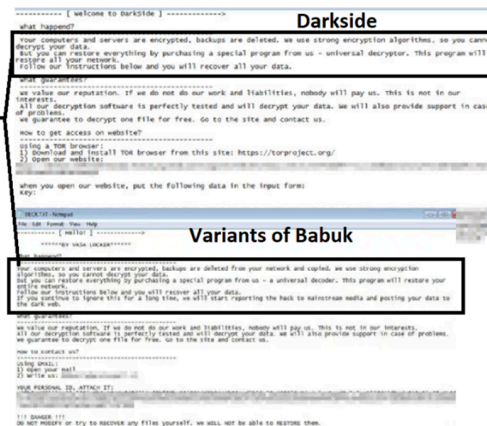 ----------- [ Welcome to DarkSide ] ------------->
Darkside
What happend?
----------------------------------------------
Your computers and servers are encrypted, backups are deleted. We use strong encryption algorithms, so you cannot
decrypt your data.
But you can restore everything by purchasing a special program from us - universal decryptor. This program will
restore all your network.
Follow our instructions below and you will recover all your data.
What guarantees?
----------------------------------------------
We value our reputation. If we do not do our work and liabilities, nobody will pay us. This is not in our
interests.
All our decryption software is perfectly tested and will decrypt your data. We will also provide support in case
of problems.
We guarantee to decrypt one file for free. Go to the site and contact us.
How to get access on website?
----------------------------------------------
Using a TOR browser:
1) Download and install TOR browser from this site: https://torproject.org/
2) Open our website:
When you open our website, put the following data in the input form:
Key:
Notepad
File Edit Format View Help
----------- [ Hello! ] ------------->
Variants of Babuk
******BY VASA LOCKER******
What happend?
----------------------------------------------
Your computers and servers are encrypted, backups are deleted from your network and copied. We use strong encryption
algorithms, so you cannot decrypt your data.
But you can restore everything by purchasing a special program from us - a universal decoder. This program will restore your
entire network.
Follow our instructions below and you will recover all your data.
If you continue to ignore this for a long time, we will start reporting the hack to mainstream media and posting your data to
the dark web.
What guarantees?
----------------------------------------------
We value our reputation. If we do not do our work and liabilities, nobody will pay us. This is not in our interests.
All our decryption software is perfectly tested and will decrypt your data. We will also provide support in case of problems.
We guarantee to decrypt one file for free. Go to the site and contact us.
How to contact us?
----------------------------------------------
Using EMAIL:
1) Open your mail
2) Write us:
YOUR PERSONAL ID, ATTACH IT:
!!! DANGER !!!
DO NOT MODIFY or try to RECOVER any files yourself. We WILL NOT be able to RESTORE them.